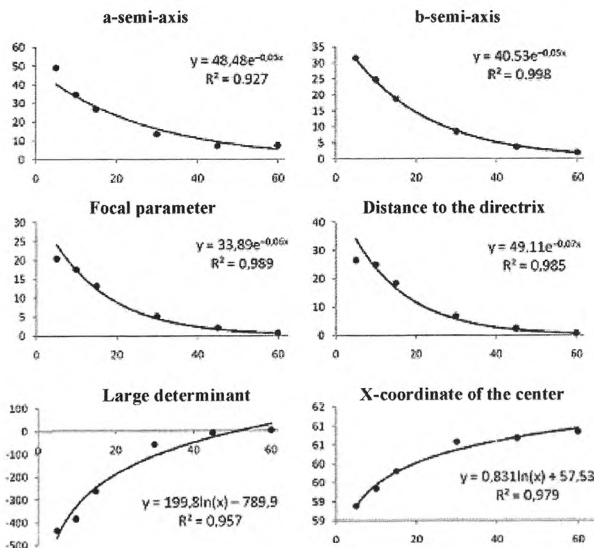 a-semi-axis
60
50
40
30
20
10
0
y = 48,48e^-0,05x
R² = 0.927
0 20 40 60
b-semi-axis
35
30
25
20
15
10
5
0
y = 40.53e^-0,05x
R² = 0.998
0 20 40 60
Focal parameter
30
25
20
15
10
5
0
y = 33,89e^-0,06x
R² = 0,989
0 20 40 60
Distance to the directrix
40
30
20
10
0
y = 49,11e^-0,07x
R² = 0,985
0 20 40 60
Large determinant
100
0
-100
-200
-300
-400
-500
0 20 40 60
y = 199,8ln(x) – 789,9
R² = 0,957
X-coordinate of the center
62
61
61
60
60
59
59
y = 0,831ln(x) + 57,53
R² = 0,979
0 20 40 60